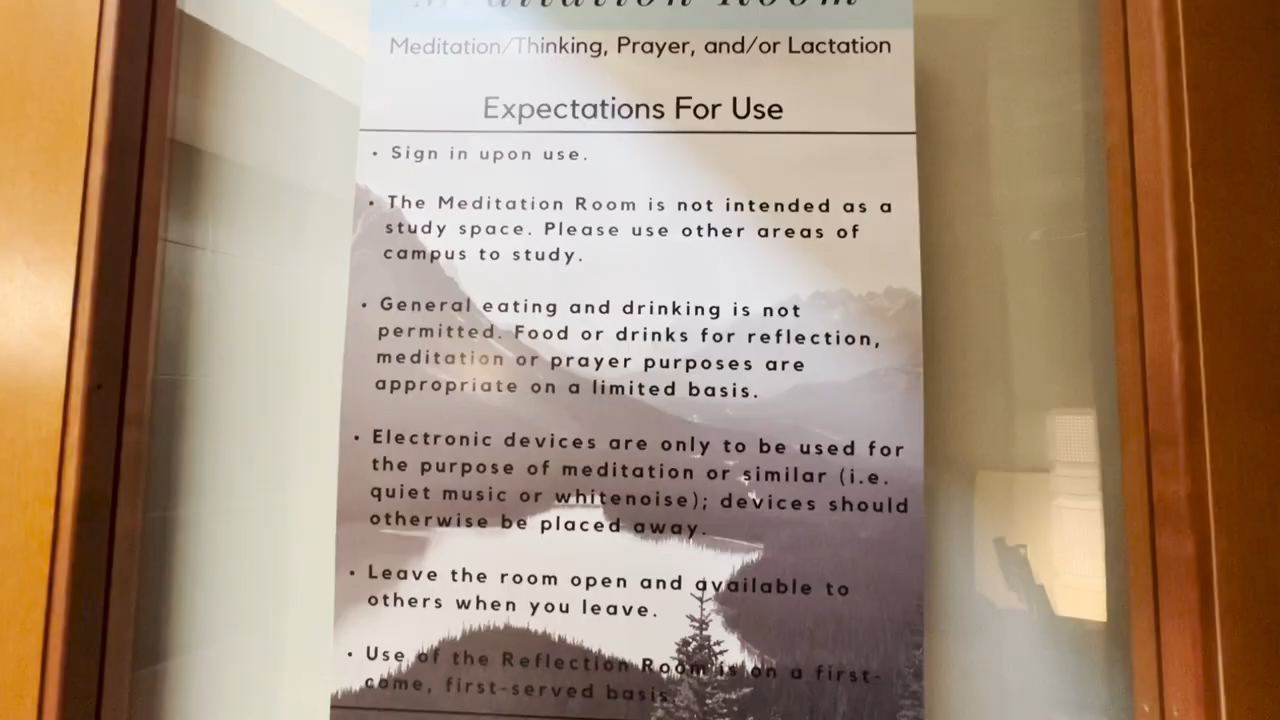 Meditation Room
Meditation/Thinking, Prayer, and/or Lactation
Expectations For Use
• Sign in upon use.
• The Meditation Room is not intended as a
study space. Please use other areas of
campus to study.
• General eating and drinking is not
permitted. Food or drinks for reflection,
meditation or prayer purposes are
appropriate on a limited basis.
• Electronic devices are only to be used for
the purpose of meditation or similar (i.e.
quiet music or whitenoise); devices should
otherwise be placed away.
• Leave the room open and available to
others when you leave.
• Use of the Reflection Room is on a first-
come, first-served basis.